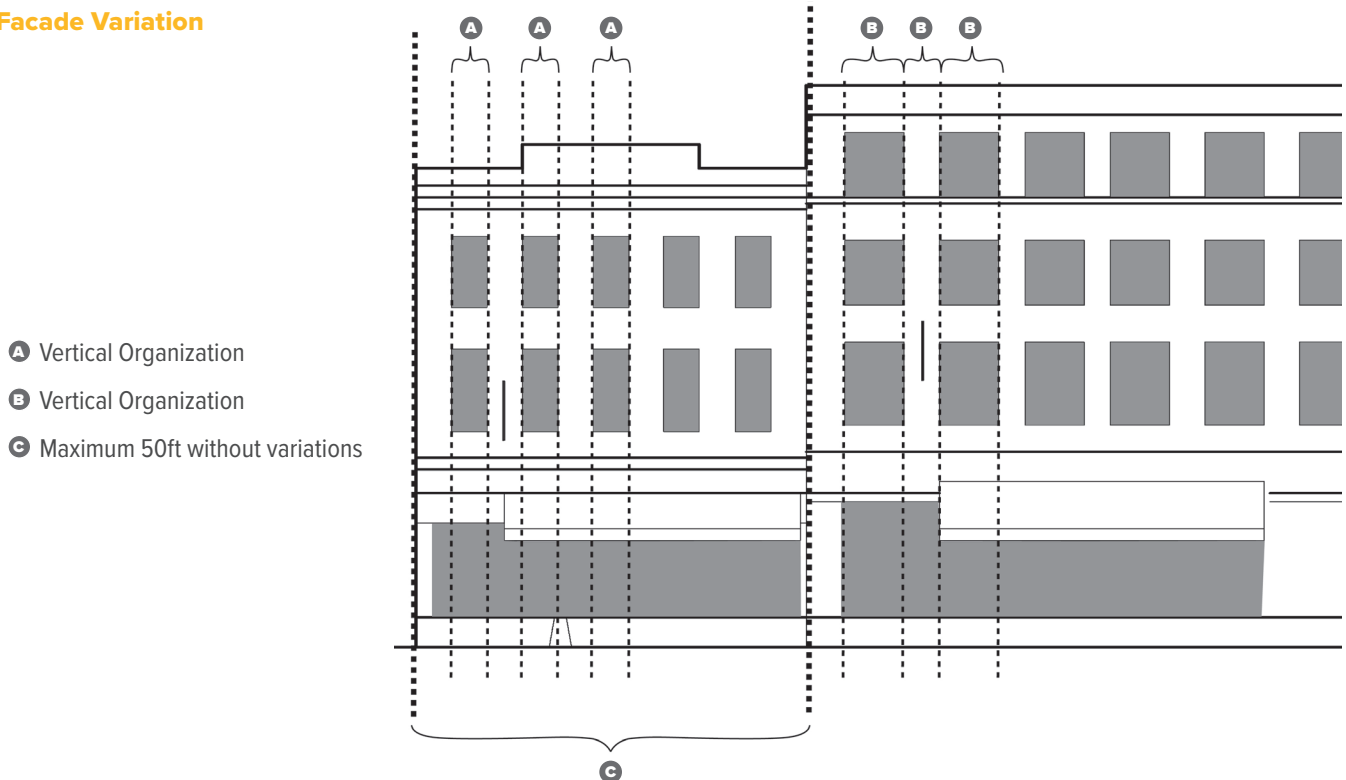 Facade Variation
A A A B B B
A Vertical Organization
B Vertical Organization
C Maximum 50ft without variations
C